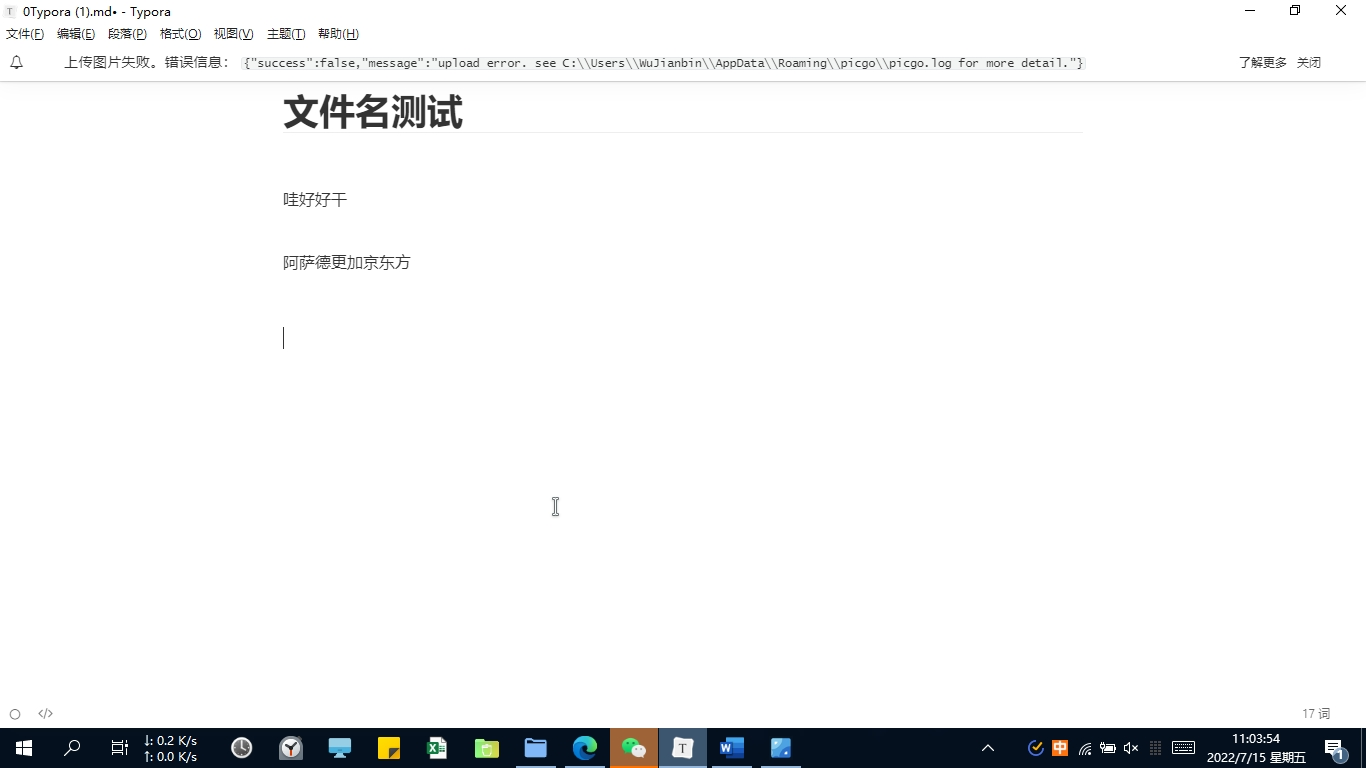 0Typora (1).md• - Typora
文件(F) 编辑(E) 段落(P) 格式(O) 视图(V) 主题(T) 帮助(H)
上传图片失败。错误信息： {"success":false,"message":"upload error. see C:\\Users\\WuJianbin\\AppData\\Roaming\\picgo\\picgo.log for more detail."} 了解更多 关闭
文件名测试
哇好好干
阿萨德更加京东方
17 词
↓: 0.2 K/s
↑: 0.0 K/s
中
11:03:54
2022/7/15 星期五
1